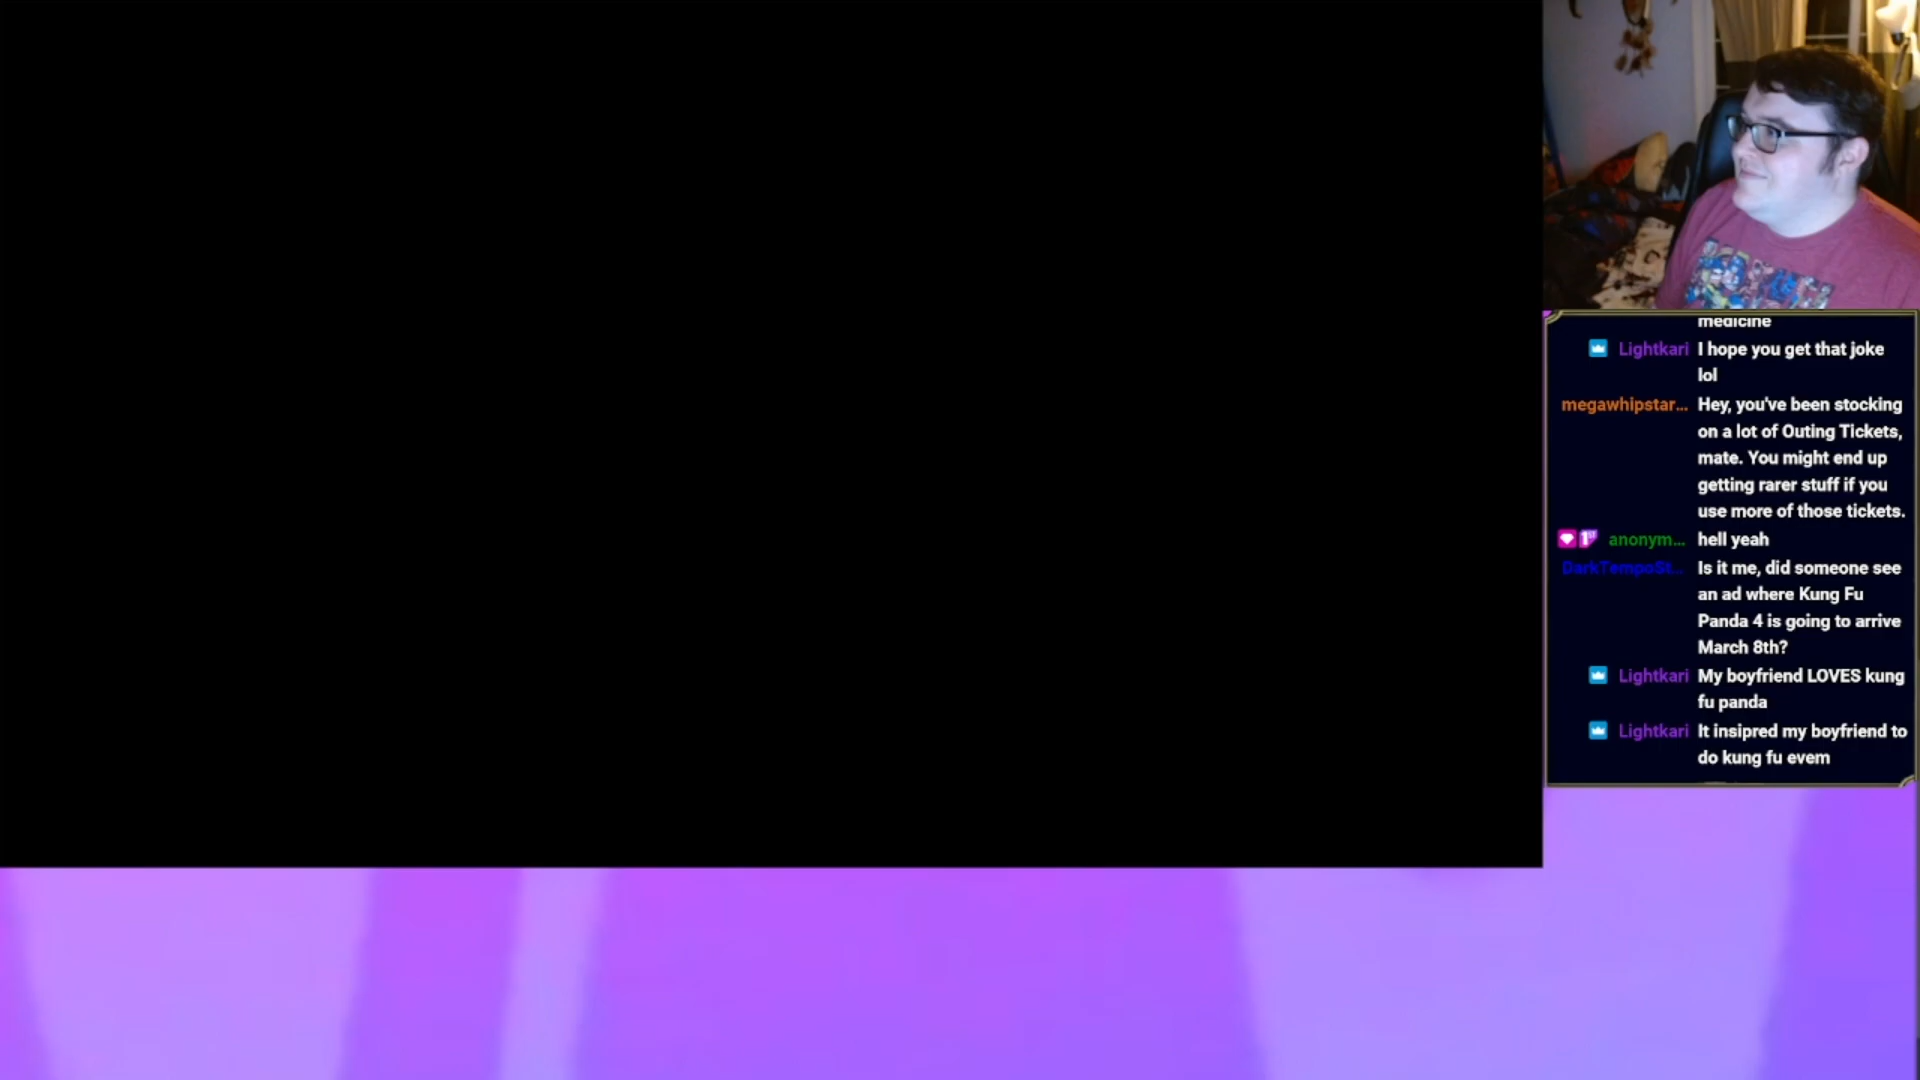 medicine
Lightkari I hope you get that joke
lol
megawhipstar... Hey, you've been stocking
on a lot of Outing Tickets,
mate. You might end up
getting rarer stuff if you
use more of those tickets.
anonym... hell yeah
DarkTempoSt... Is it me, did someone see
an ad where Kung Fu
Panda 4 is going to arrive
March 8th?
Lightkari My boyfriend LOVES kung
fu panda
Lightkari It insipred my boyfriend to
do kung fu evem